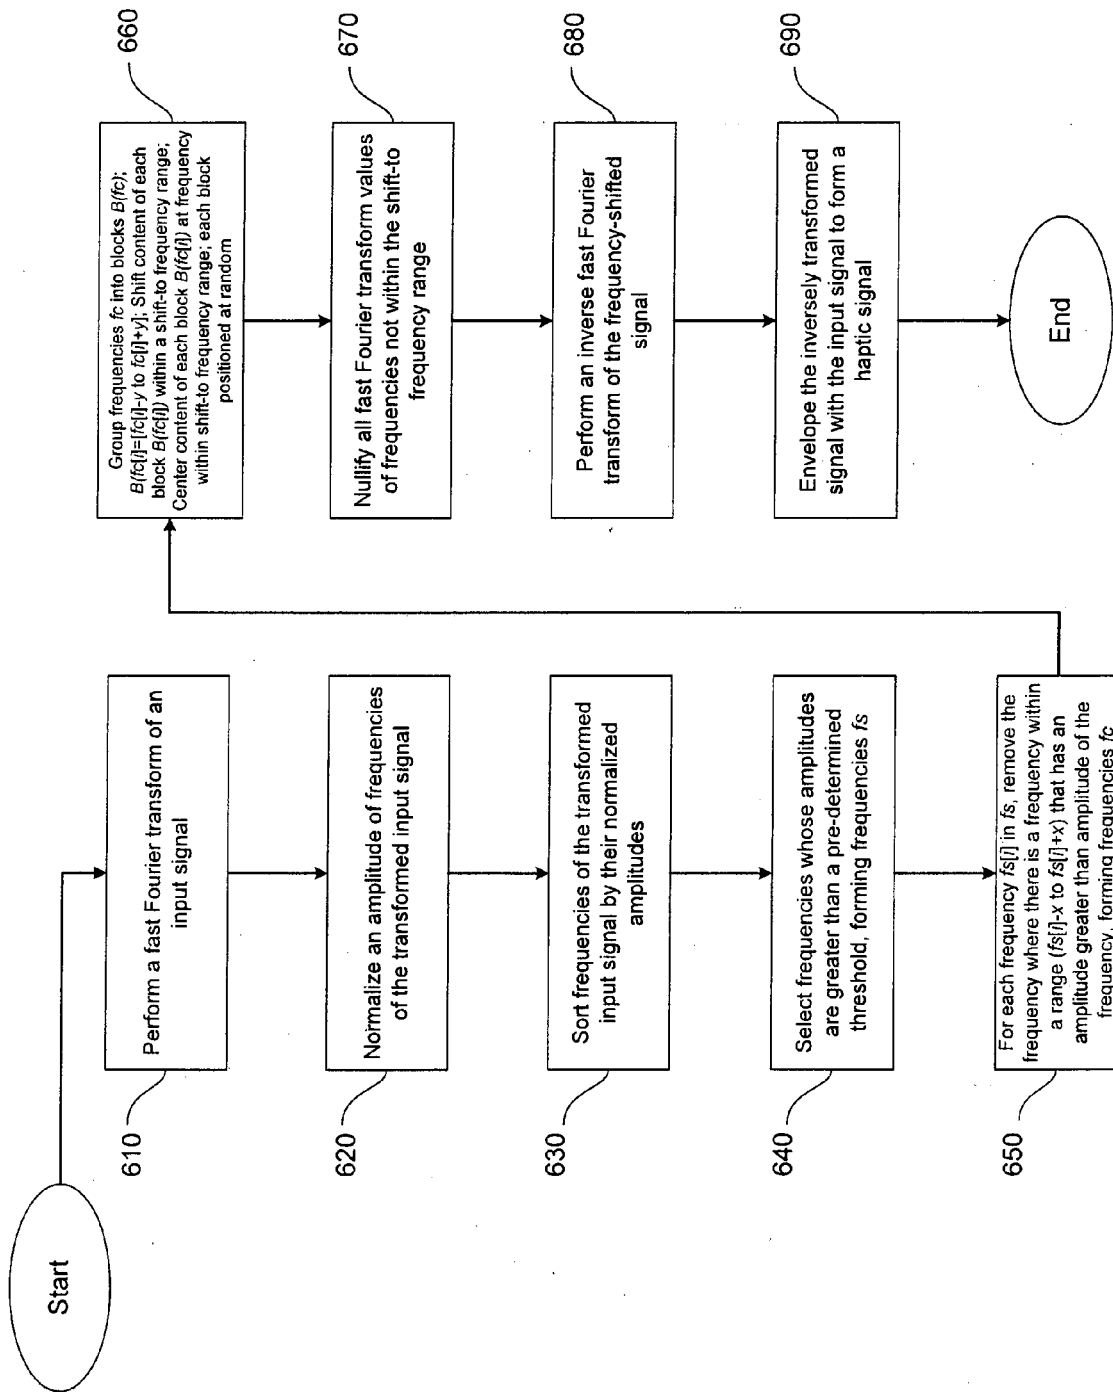 Start
610
Perform a fast Fourier transform of an
input signal
620
Normalize an amplitude of frequencies
of the transformed input signal
630
Sort frequencies of the transformed
input signal by their normalized
amplitudes
640
Select frequencies whose amplitudes
are greater than a pre-determined
threshold, forming frequencies fs
650
For each frequency fs[i] in fs, remove the
frequency where there is a frequency within
a range (fs[i]-x to fs[i]+x) that has an
amplitude greater than amplitude of the
frequency, forming frequencies fc
660
Group frequencies fc into blocks B(fc);
B(fc[i]=[fc[i]-y to fc[i]+y]; Shift content of each
block B(fc[i]) within a shift-to frequency range;
Center content of each block B(fc[i]) at frequency
within shift-to frequency range; each block
positioned at random
670
Nullify all fast Fourier transform values
of frequencies not within the shift-to
frequency range
680
Perform an inverse fast Fourier
transform of the frequency-shifted
signal
690
Envelope the inversely transformed
signal with the input signal to form a
haptic signal
End